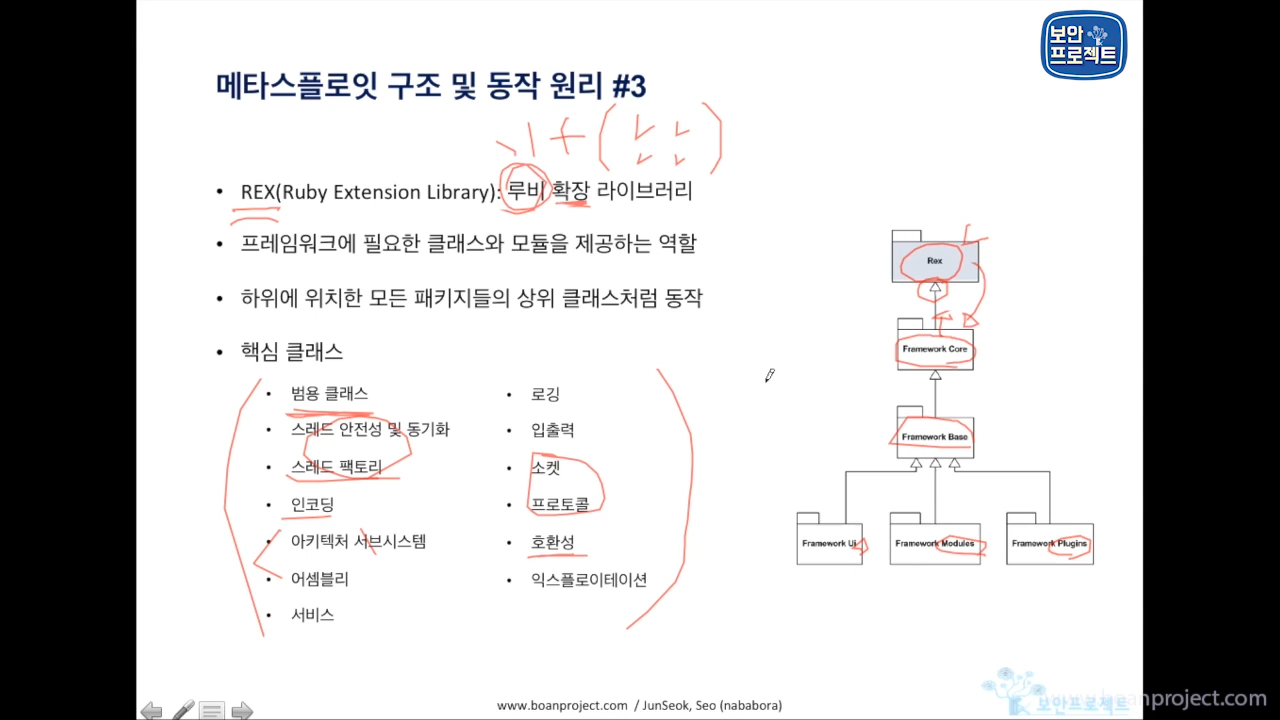 보안
프로젝트
메타스플로잇 구조 및 동작 원리 #3
• REX(Ruby Extension Library): 루비 확장 라이브러리
• 프레임워크에 필요한 클래스와 모듈을 제공하는 역할
• 하위에 위치한 모든 패키지들의 상위 클래스처럼 동작
• 핵심 클래스
• 범용 클래스
• 스레드 안전성 및 동기화
• 스레드 팩토리
• 인코딩
• 아키텍처 서브시스템
• 어셈블리
• 서비스
• 로깅
• 입출력
• 소켓
• 프로토콜
• 호환성
• 익스플로이테이션
Rex
Framework Core
Framework Base
Framework Ui
Framework Modules
Framework Plugins
www.boanproject.com / JunSeok, Seo (nababora)
보안프로젝트
www.boanproject.com